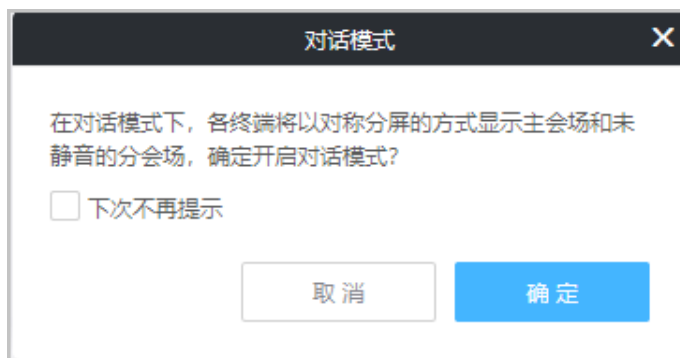 对话模式
在对话模式下，各终端将以对称分屏的方式显示主会场和未
静音的分会场，确定开启对话模式？
下次不再提示
取消
确定